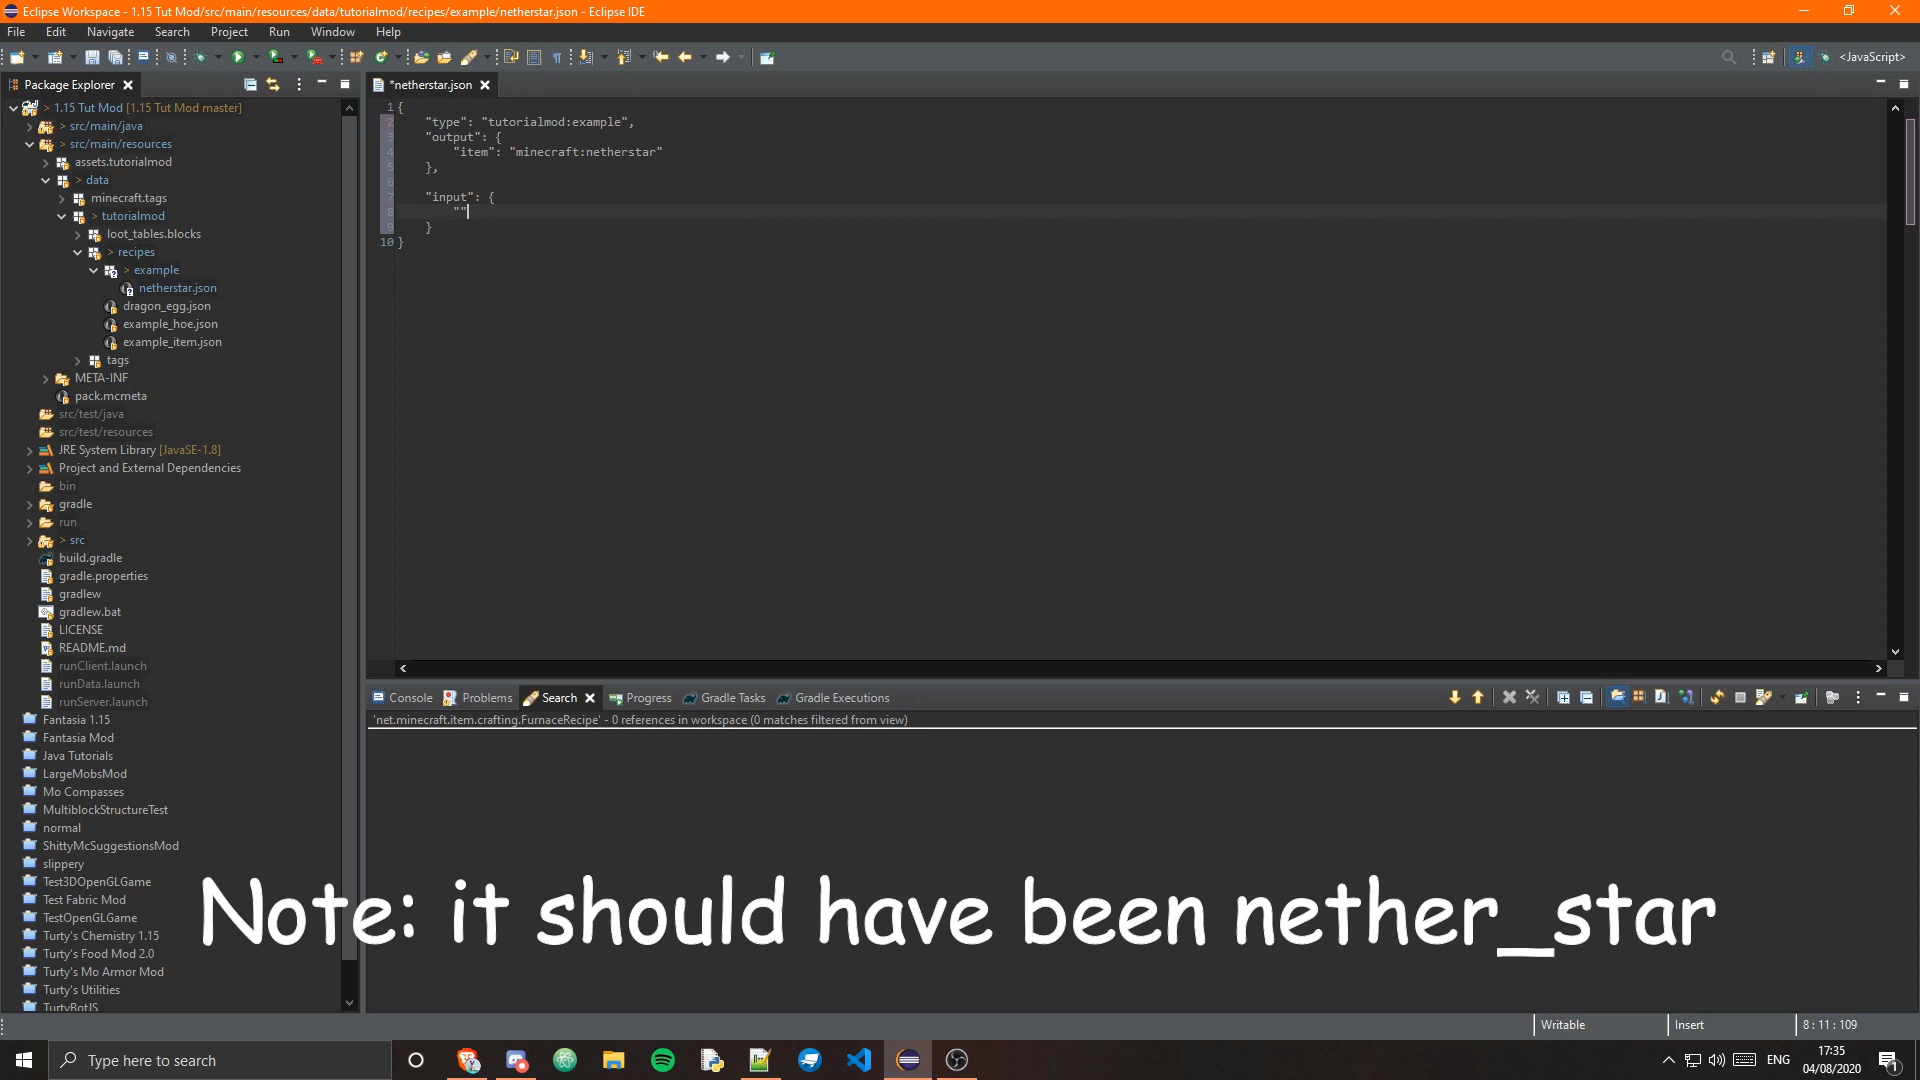 Eclipse Workspace - 1.15 Tut Mod/src/main/resources/data/tutorialmod/recipes/example/netherstar.json - Eclipse IDE
File Edit Navigate Search Project Run Window Help
<JavaScript>
Package Explorer
*netherstar.json
> 1.15 Tut Mod [1.15 Tut Mod master]
> src/main/java
> src/main/resources
assets.tutorialmod
> data
minecraft.tags
> tutorialmod
loot_tables.blocks
> recipes
> example
netherstar.json
dragon_egg.json
example_hoe.json
example_item.json
tags
META-INF
pack.mcmeta
src/test/java
src/test/resources
JRE System Library [JavaSE-1.8]
Project and External Dependencies
bin
gradle
run
> src
build.gradle
gradle.properties
gradlew
gradlew.bat
LICENSE
README.md
runClient.launch
runData.launch
runServer.launch
Fantasia 1.15
Fantasia Mod
Java Tutorials
LargeMobsMod
Mo Compasses
MultiblockStructureTest
normal
ShittyMcSuggestionsMod
slippery
Test3DOpenGLGame
Test Fabric Mod
TestOpenGLGame
Turty's Chemistry 1.15
Turty's Food Mod 2.0
Turty's Mo Armor Mod
Turty's Utilities
TurtyBotJS
1 {
2 "type": "tutorialmod:example",
3 "output": {
4 "item": "minecraft:netherstar"
5 },
6
7 "input": {
8 ""
9 }
10 }
Console Problems Search Progress Gradle Tasks Gradle Executions
'net.minecraft.item.crafting.FurnaceRecipe' - 0 references in workspace (0 matches filtered from view)
Note: it should have been nether_star
Writable Insert 8 : 11 : 109
Type here to search
ENG
17:35
04/08/2020
1